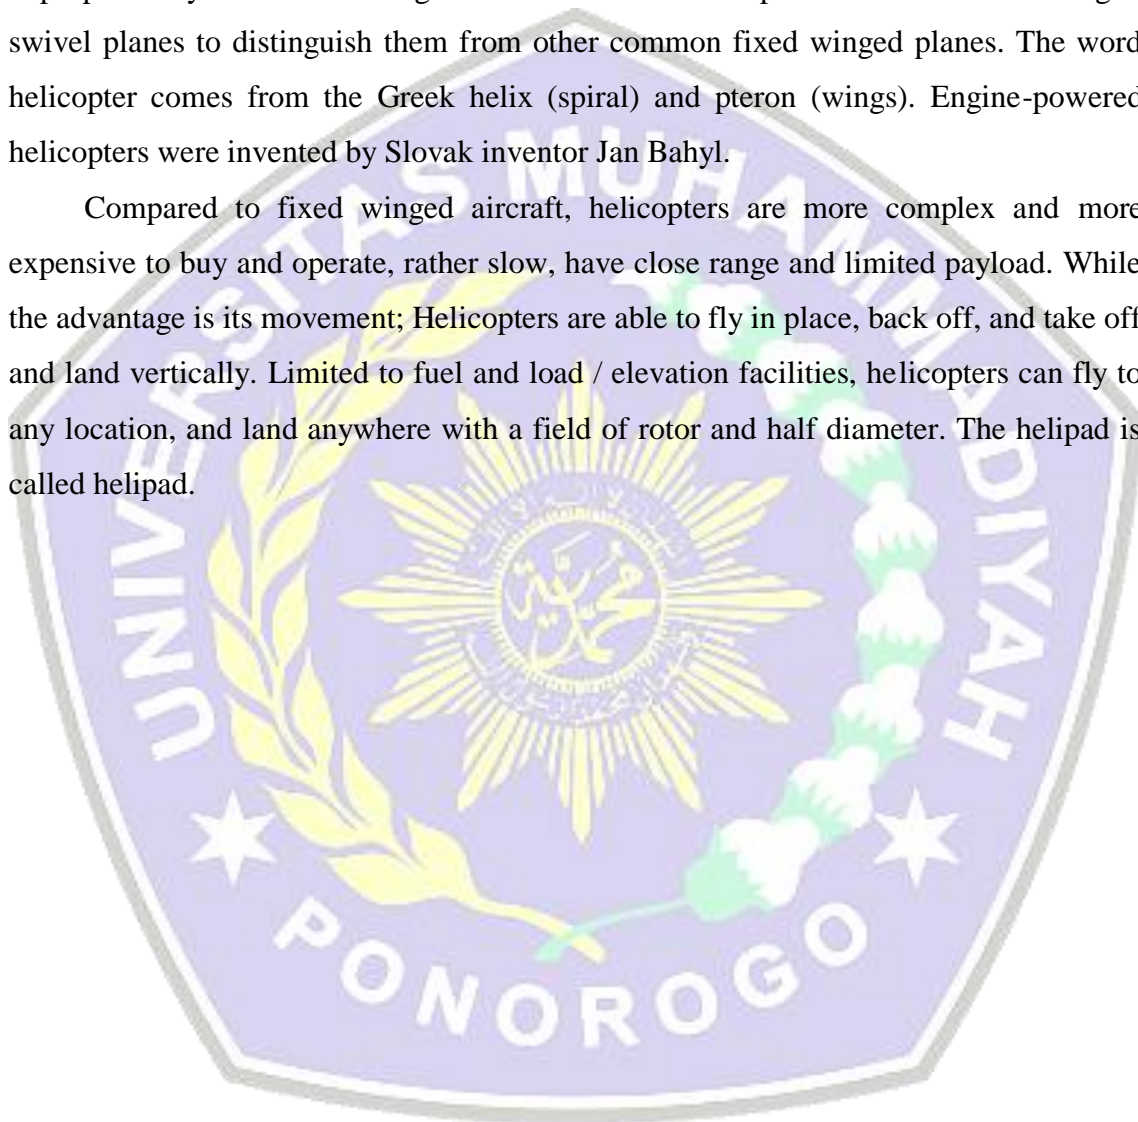 swivel planes to distinguish them from other common fixed winged planes. The word
helicopter comes from the Greek helix (spiral) and pteron (wings). Engine-powered
helicopters were invented by Slovak inventor Jan Bahyl.
Compared to fixed winged aircraft, helicopters are more complex and more
expensive to buy and operate, rather slow, have close range and limited payload. While
the advantage is its movement; Helicopters are able to fly in place, back off, and take off
and land vertically. Limited to fuel and load / elevation facilities, helicopters can fly to
any location, and land anywhere with a field of rotor and half diameter. The helipad is
called helipad.
UNIVERSITAS MUHAMMADIYAH
محمدية
PONOROGO